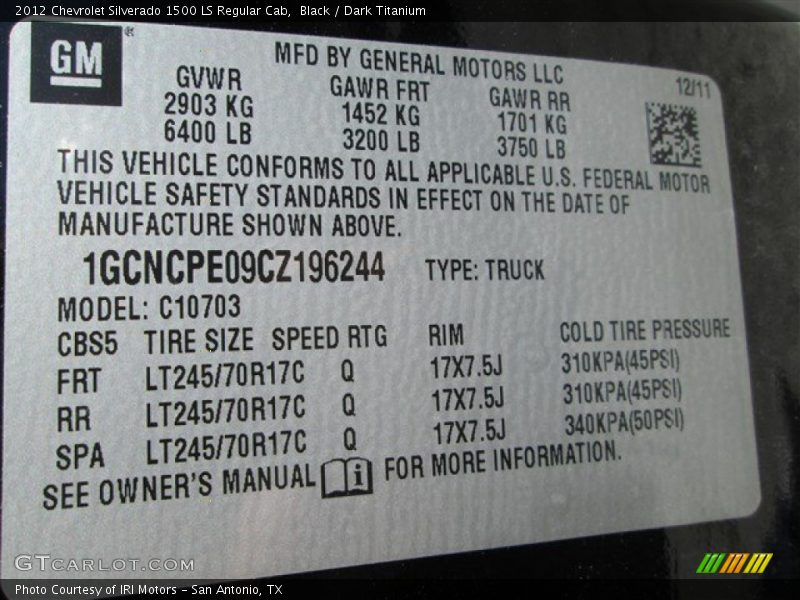 2012 Chevrolet Silverado 1500 LS Regular Cab, Black / Dark Titanium
GM®
MFD BY GENERAL MOTORS LLC
12/11
GVWR GAWR FRT GAWR RR
2903 KG 1452 KG 1701 KG
6400 LB 3200 LB 3750 LB
THIS VEHICLE CONFORMS TO ALL APPLICABLE U.S. FEDERAL MOTOR
VEHICLE SAFETY STANDARDS IN EFFECT ON THE DATE OF
MANUFACTURE SHOWN ABOVE.
1GCNCPE09CZ196244 TYPE: TRUCK
MODEL: C10703
CBS5 TIRE SIZE SPEED RTG RIM COLD TIRE PRESSURE
FRT LT245/70R17C Q 17X7.5J 310KPA(45PSI)
RR LT245/70R17C Q 17X7.5J 310KPA(45PSI)
SPA LT245/70R17C Q 17X7.5J 340KPA(50PSI)
SEE OWNER'S MANUAL i FOR MORE INFORMATION.
GTCARLOT.COM
Photo Courtesy of IRI Motors - San Antonio, TX